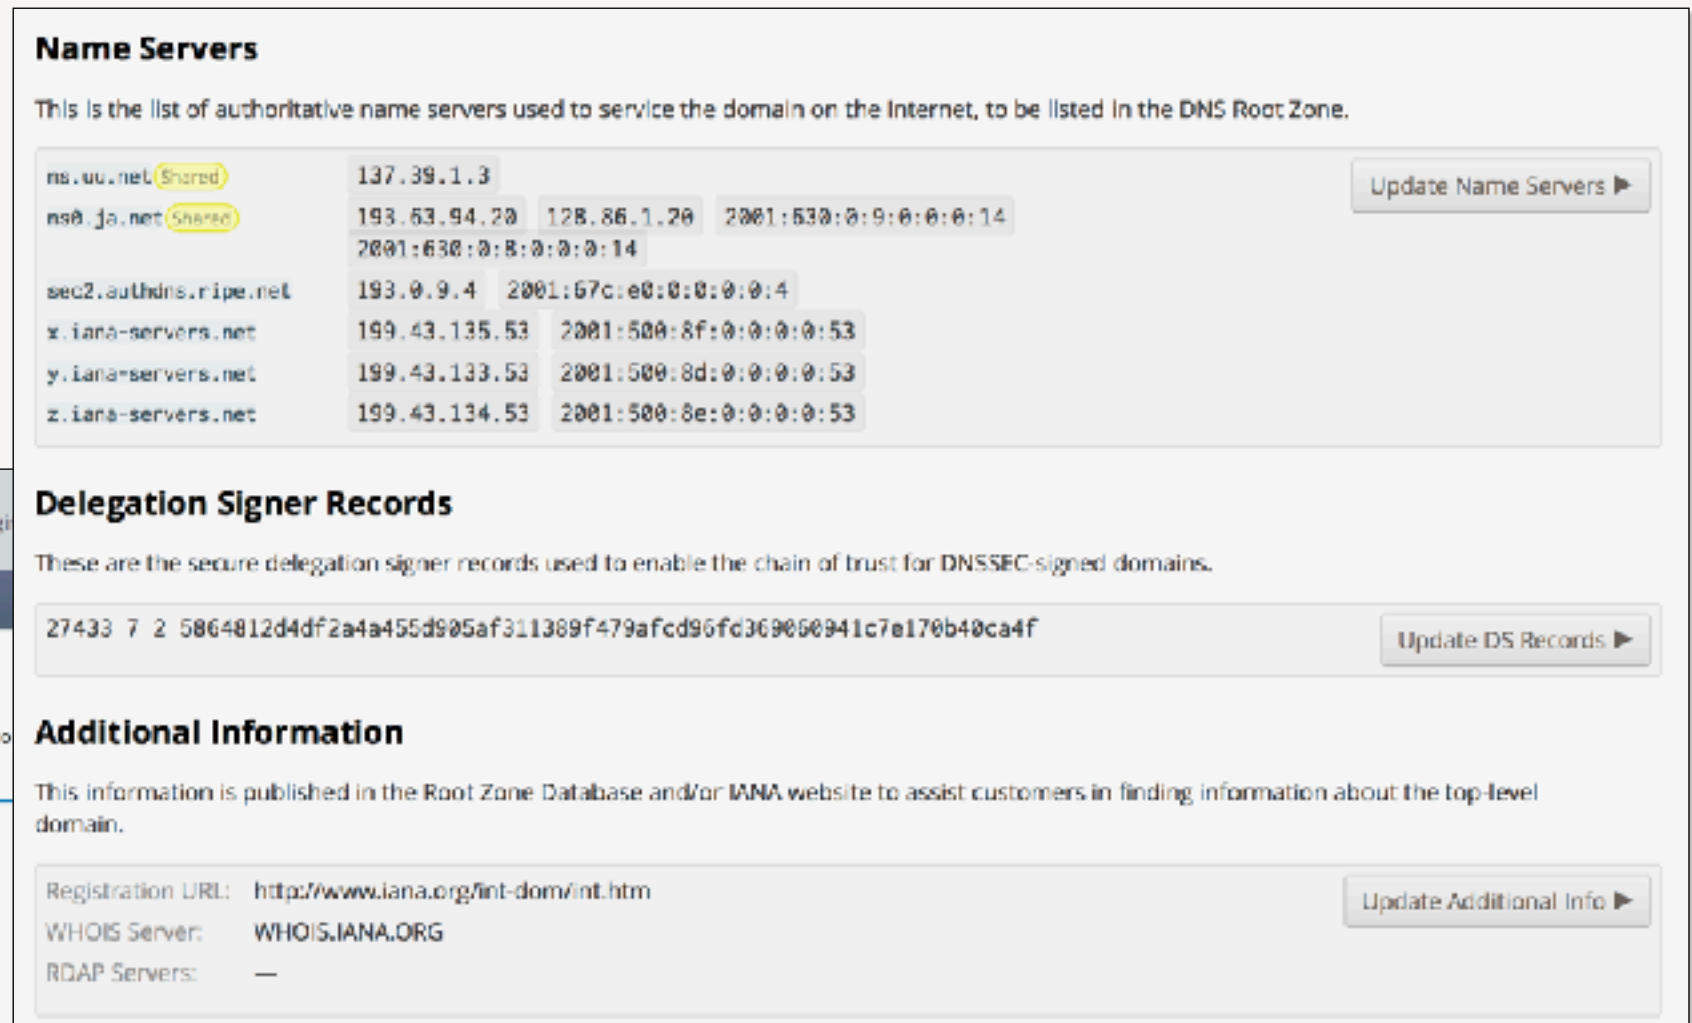 Name Servers
This is the list of authoritative name servers used to service the domain on the Internet, to be listed in the DNS Root Zone.
ns.uu.net Shared 137.39.1.3 Update Name Servers ▶
ns0.ja.net Shared 193.63.94.20 128.86.1.20 2001:630:0:9:0:0:0:14
2001:630:0:8:0:0:0:14
sec2.authdns.ripe.net 193.0.9.4 2001:67c:e0:0:0:0:0:4
x.iana-servers.net 199.43.135.53 2001:500:8f:0:0:0:0:53
y.iana-servers.net 199.43.133.53 2001:500:8d:0:0:0:0:53
z.iana-servers.net 199.43.134.53 2001:500:8e:0:0:0:0:53
Delegation Signer Records
These are the secure delegation signer records used to enable the chain of trust for DNSSEC-signed domains.
27433 7 2 5864812d4df2a4a455d905af311389f479afcd96fd369060941c7e170b40ca4f Update DS Records ▶
Additional Information
This information is published in the Root Zone Database and/or IANA website to assist customers in finding information about the top-level
domain.
Registration URL: http://www.iana.org/int-dom/int.htm Update Additional Info ▶
WHOIS Server: WHOIS.IANA.ORG
RDAP Servers: —